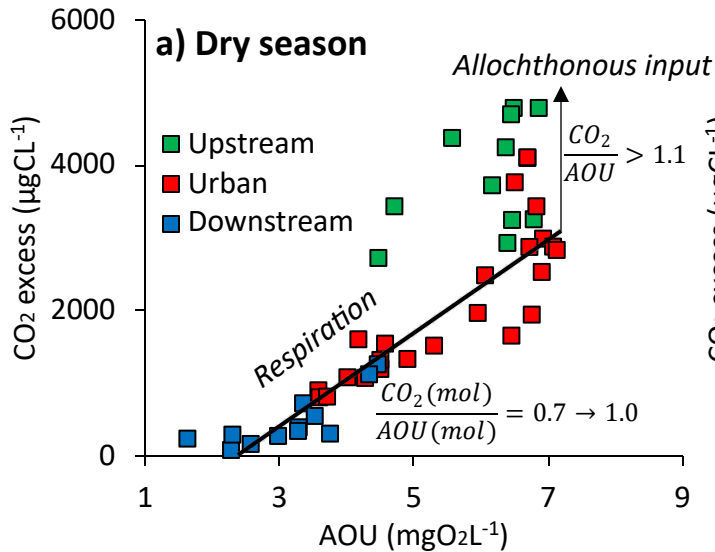 a) Dry season
6000
4000
2000
0
CO₂ excess (µgCL⁻¹)
Upstream
Urban
Downstream
Allochthonous input
CO₂
AOU
> 1.1
Respiration
CO₂(mol)
AOU(mol)
= 0.7 → 1.0
1 3 5 7 9
AOU (mgO₂L⁻¹)